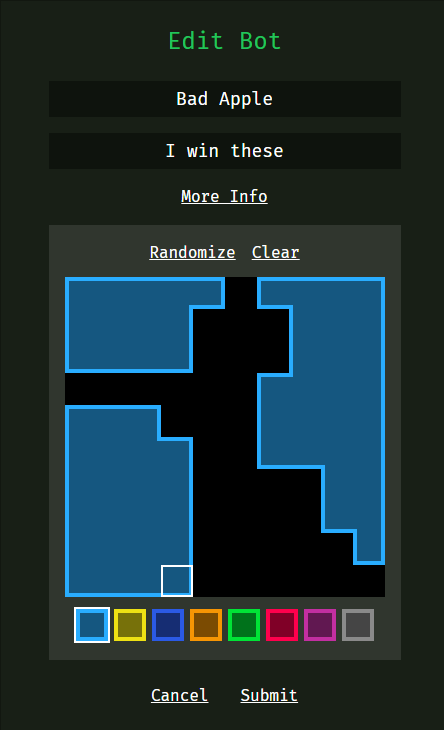 Edit Bot
Bad Apple
I win these
More Info
Randomize Clear
Cancel Submit